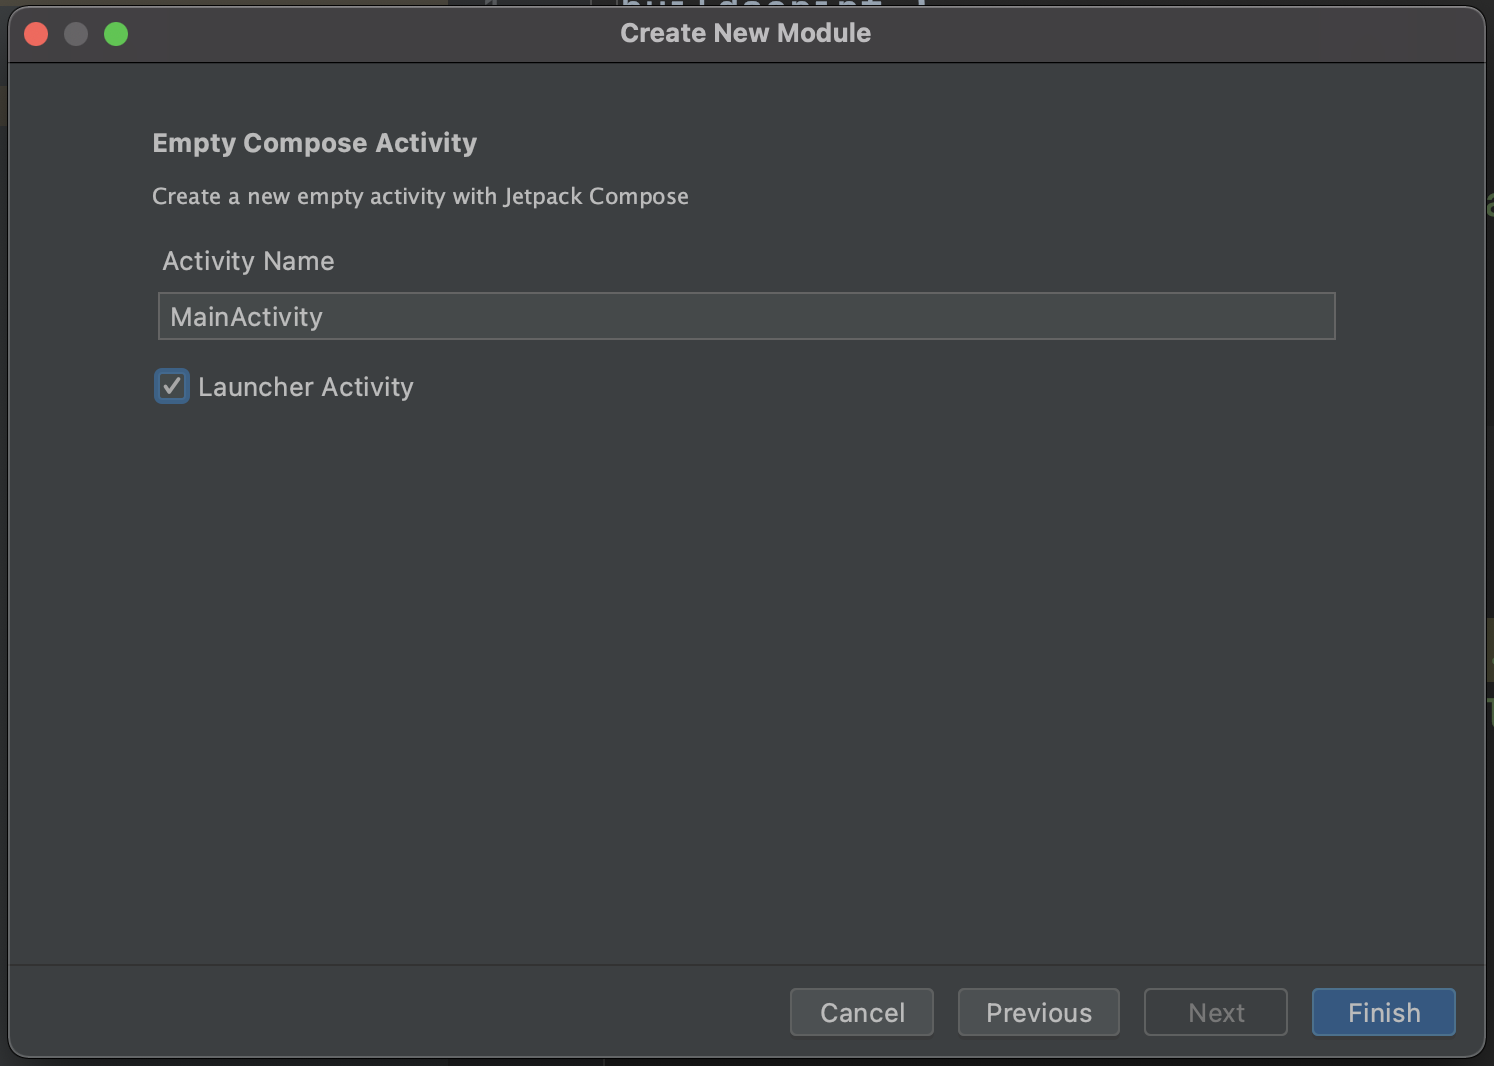 Create New Module
Empty Compose Activity
Create a new empty activity with Jetpack Compose
Activity Name
MainActivity
Launcher Activity
Cancel
Previous
Next
Finish